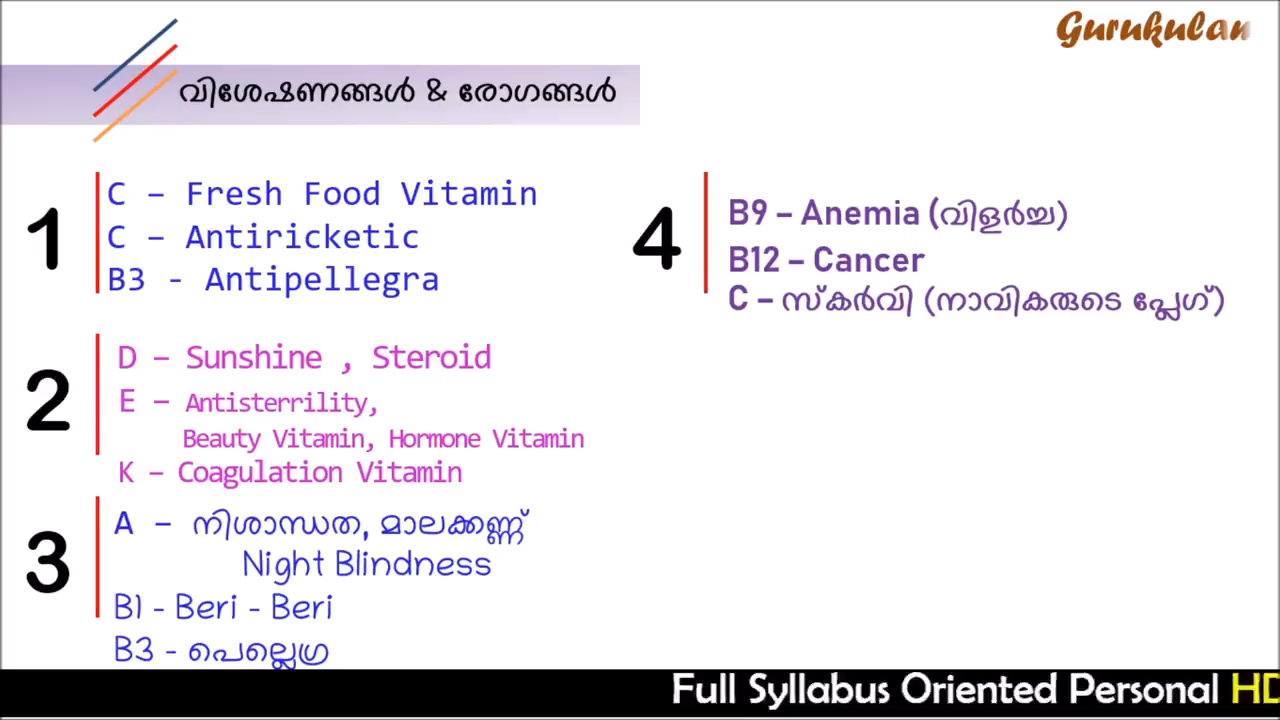 Gurukulam
വിശേഷണങ്ങൾ & രോഗങ്ങൾ
1
C – Fresh Food Vitamin
C – Antiricketic
B3 - Antipellegra
2
D – Sunshine , Steroid
E – Antisterrility,
Beauty Vitamin, Hormone Vitamin
K – Coagulation Vitamin
3
A – നിശാന്ധത, മാലക്കണ്ണ്
Night Blindness
B1 - Beri - Beri
B3 - പെല്ലെഗ്ര
4
B9 – Anemia (വിളർച്ച)
B12 – Cancer
C – സ്കർവി (നാവികരുടെ പ്ലേഗ്)
Full Syllabus Oriented Personal HD